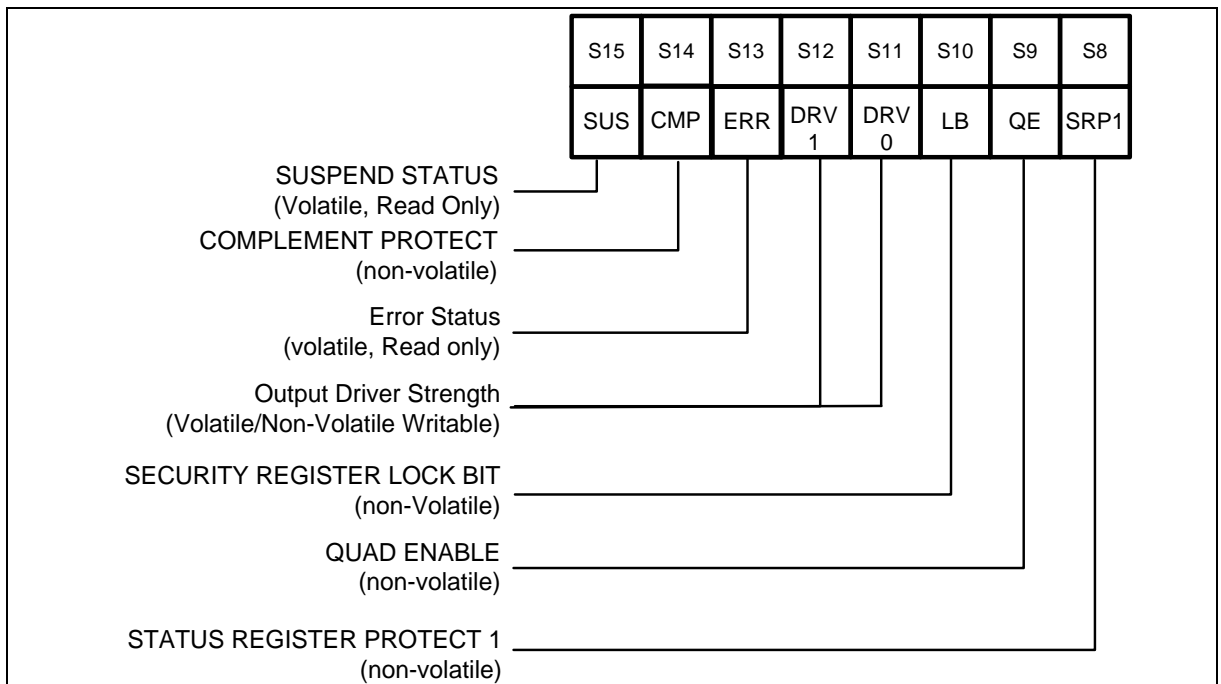 S15 S14 S13 S12 S11 S10 S9 S8
SUS CMP ERR DRV 1 DRV 0 LB QE SRP1
SUSPEND STATUS
(Volatile, Read Only)
COMPLEMENT PROTECT
(non-volatile)
Error Status
(volatile, Read only)
Output Driver Strength
(Volatile/Non-Volatile Writable)
SECURITY REGISTER LOCK BIT
(non-Volatile)
QUAD ENABLE
(non-volatile)
STATUS REGISTER PROTECT 1
(non-volatile)